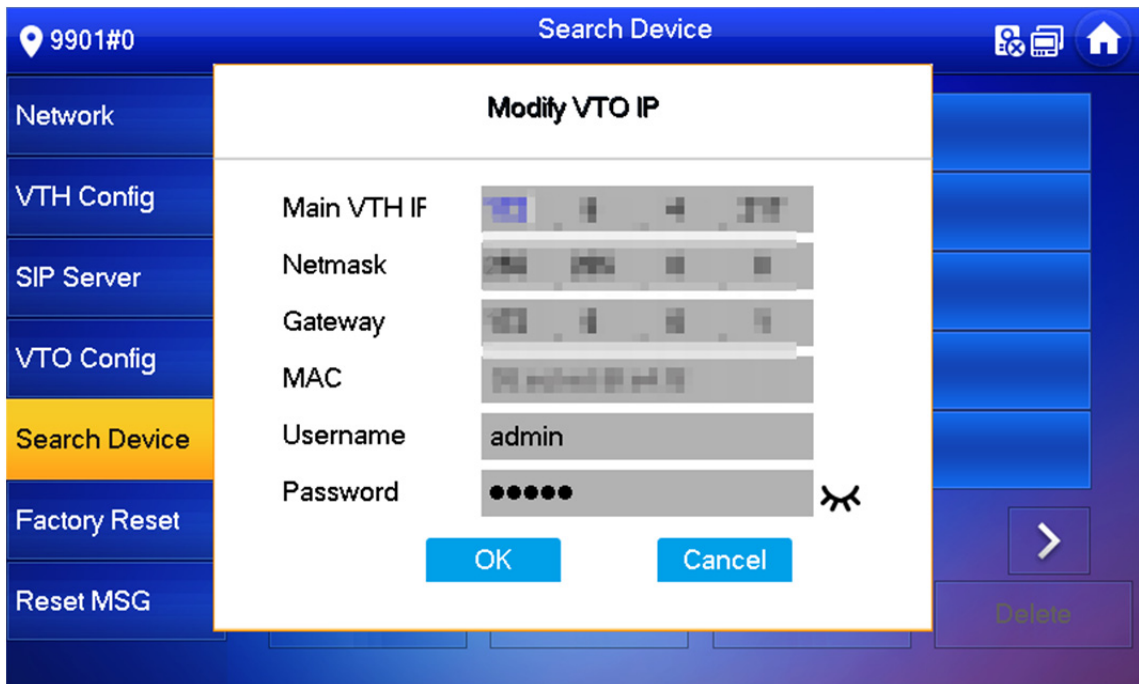 9901#0
Search Device
Network
VTH Config
SIP Server
VTO Config
Search Device
Factory Reset
Reset MSG
Modify VTO IP
Main VTH IF
Netmask
Gateway
MAC
Username admin
Password •••••
OK Cancel
Delete